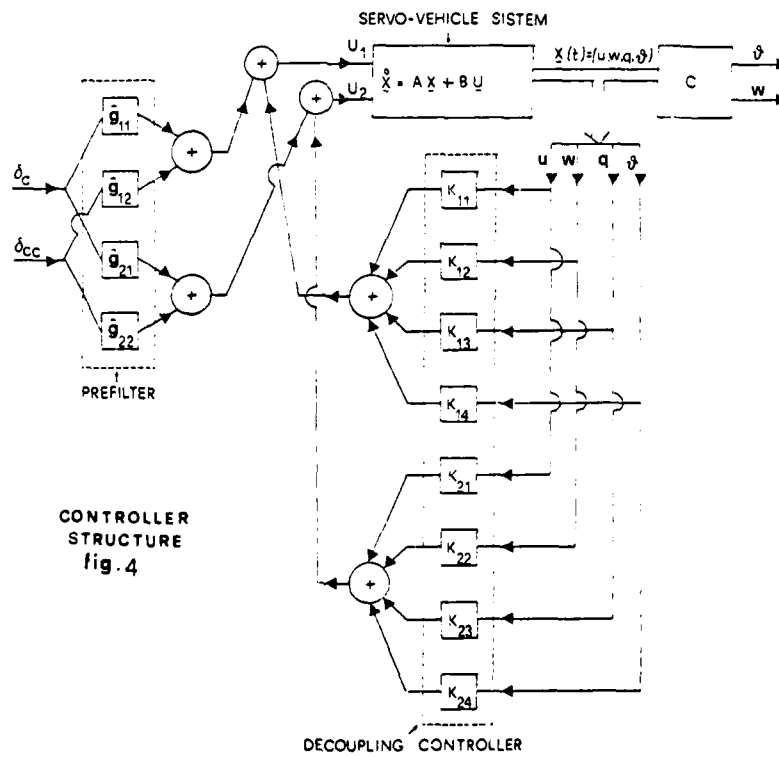 SERVO-VEHICLE SISTEM
U1
U2
X̊ = A X + B U
X(t)=(u,w,q,ϑ)
C
ϑ
w
ĝ11
ĝ12
ĝ21
ĝ22
δC
δCC
+
+
+
+
PREFILTER
u w q ϑ
K11
K12
K13
K14
+
K21
K22
K23
K24
+
CONTROLLER
STRUCTURE
fig.4
DECOUPLING CONTROLLER